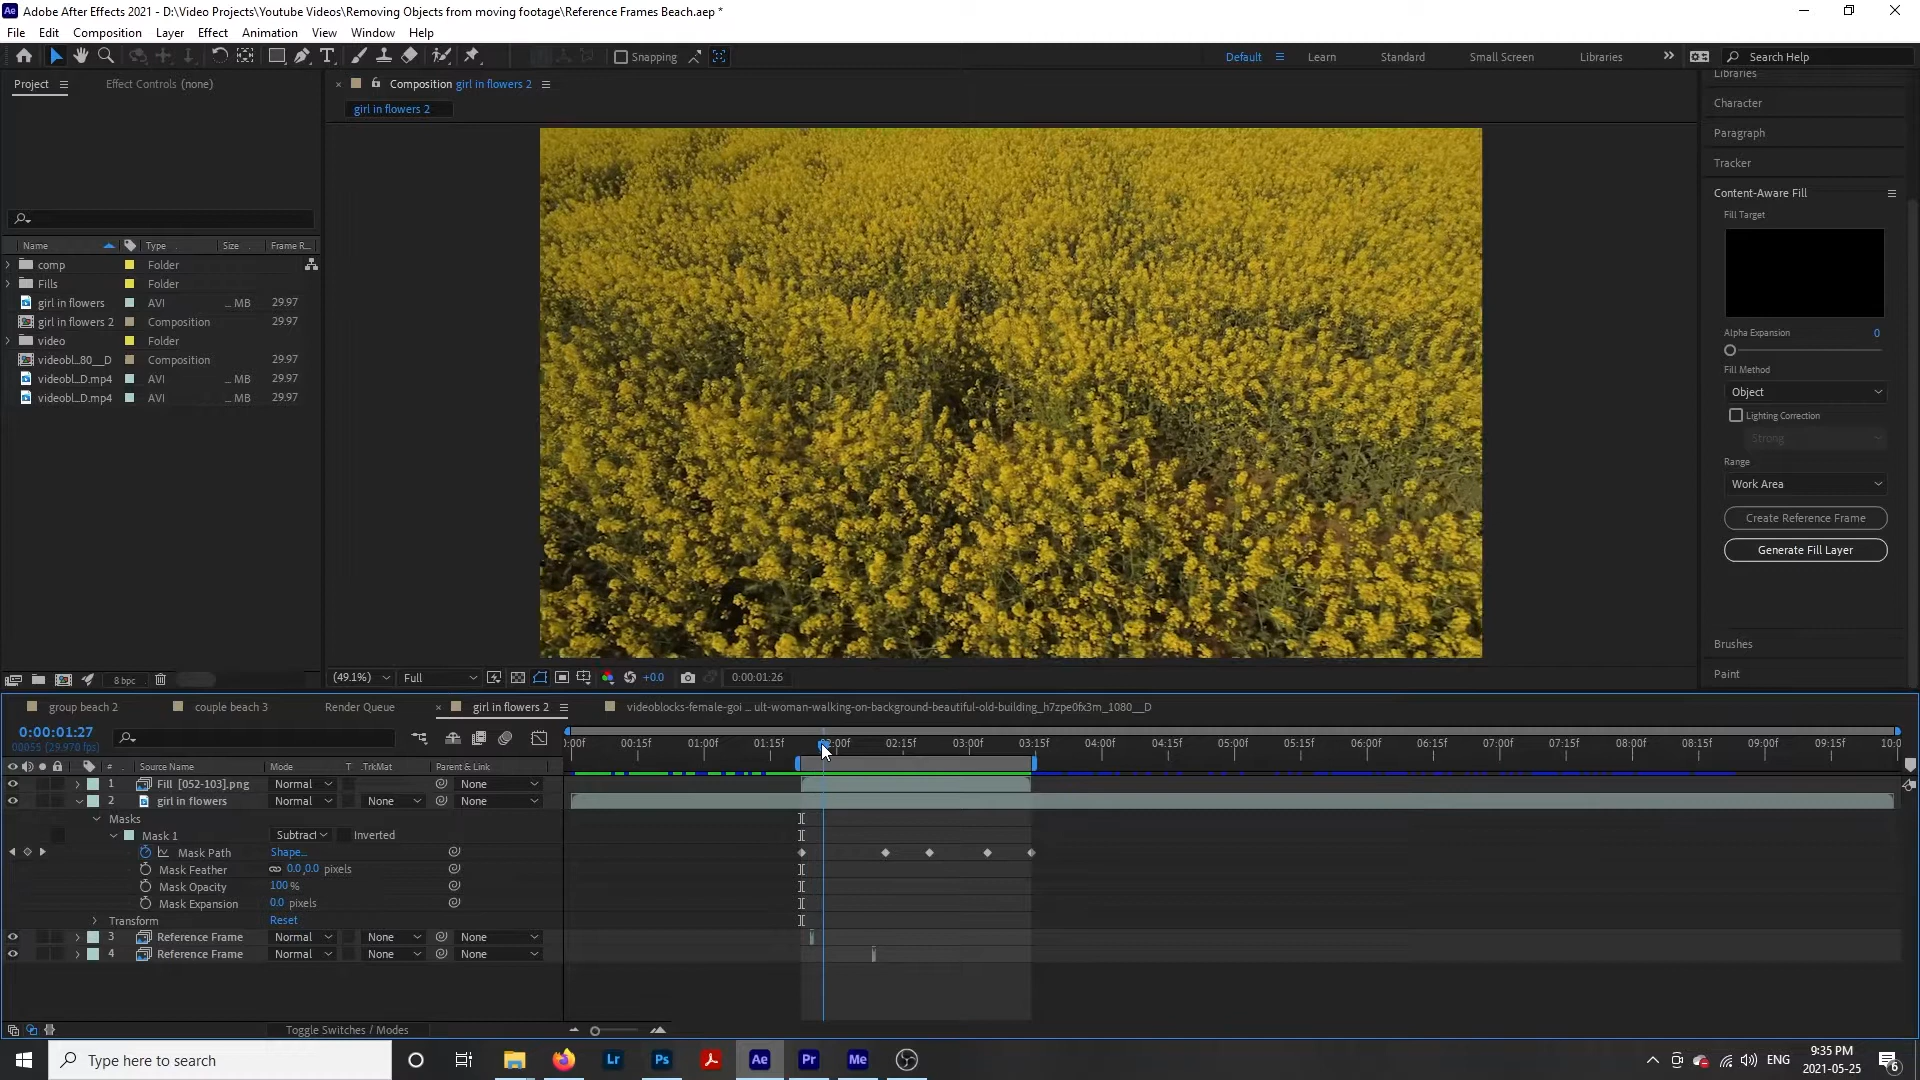 Adobe After Effects 2021 - D:\Video Projects\Youtube Videos\Removing Objects from moving footage\Reference Frames Beach.aep *
File Edit Composition Layer Effect Animation View Window Help
Snapping Default Learn Standard Small Screen Libraries Search Help
Project Effect Controls (none)
Composition girl in flowers 2
girl in flowers 2
Name Type Size Frame R...
comp Folder
Fills Folder
girl in flowers AVI ... MB 29.97
girl in flowers 2 Composition 29.97
video Folder
videobl...80__D Composition 29.97
videobl...D.mp4 AVI ... MB 29.97
videobl...D.mp4 AVI ... MB 29.97
8 bpc
(49.1%) Full +0.0 0:00:01:26
Libraries
Character
Paragraph
Tracker
Content-Aware Fill
Fill Target
Alpha Expansion 0
Fill Method
Object
Lighting Correction
Strong
Range
Work Area
Create Reference Frame
Generate Fill Layer
Brushes
Paint
group beach 2 couple beach 3 Render Queue girl in flowers 2 videoblocks-female-goi ... ult-woman-walking-on-background-beautiful-old-building_h7zpe0fx3m_1080__D
0:00:01:27
00055 (29.970 fps)
:00f 00:15f 01:00f 01:15f 02:00f 02:15f 03:00f 03:15f 04:00f 04:15f 05:00f 05:15f 06:00f 06:15f 07:00f 07:15f 08:00f 08:15f 09:00f 09:15f 10:0
# Source Name Mode T .TrkMat Parent & Link
1 Fill [052-103].png Normal None
2 girl in flowers Normal None None
Masks
Mask 1 Subtract Inverted
Mask Path Shape...
Mask Feather 0.0,0.0 pixels
Mask Opacity 100 %
Mask Expansion 0.0 pixels
Transform Reset
3 Reference Frame Normal None None
4 Reference Frame Normal None None
Toggle Switches / Modes
Type here to search Lr Ps Ae Pr Me ENG 9:35 PM
2021-05-25 6